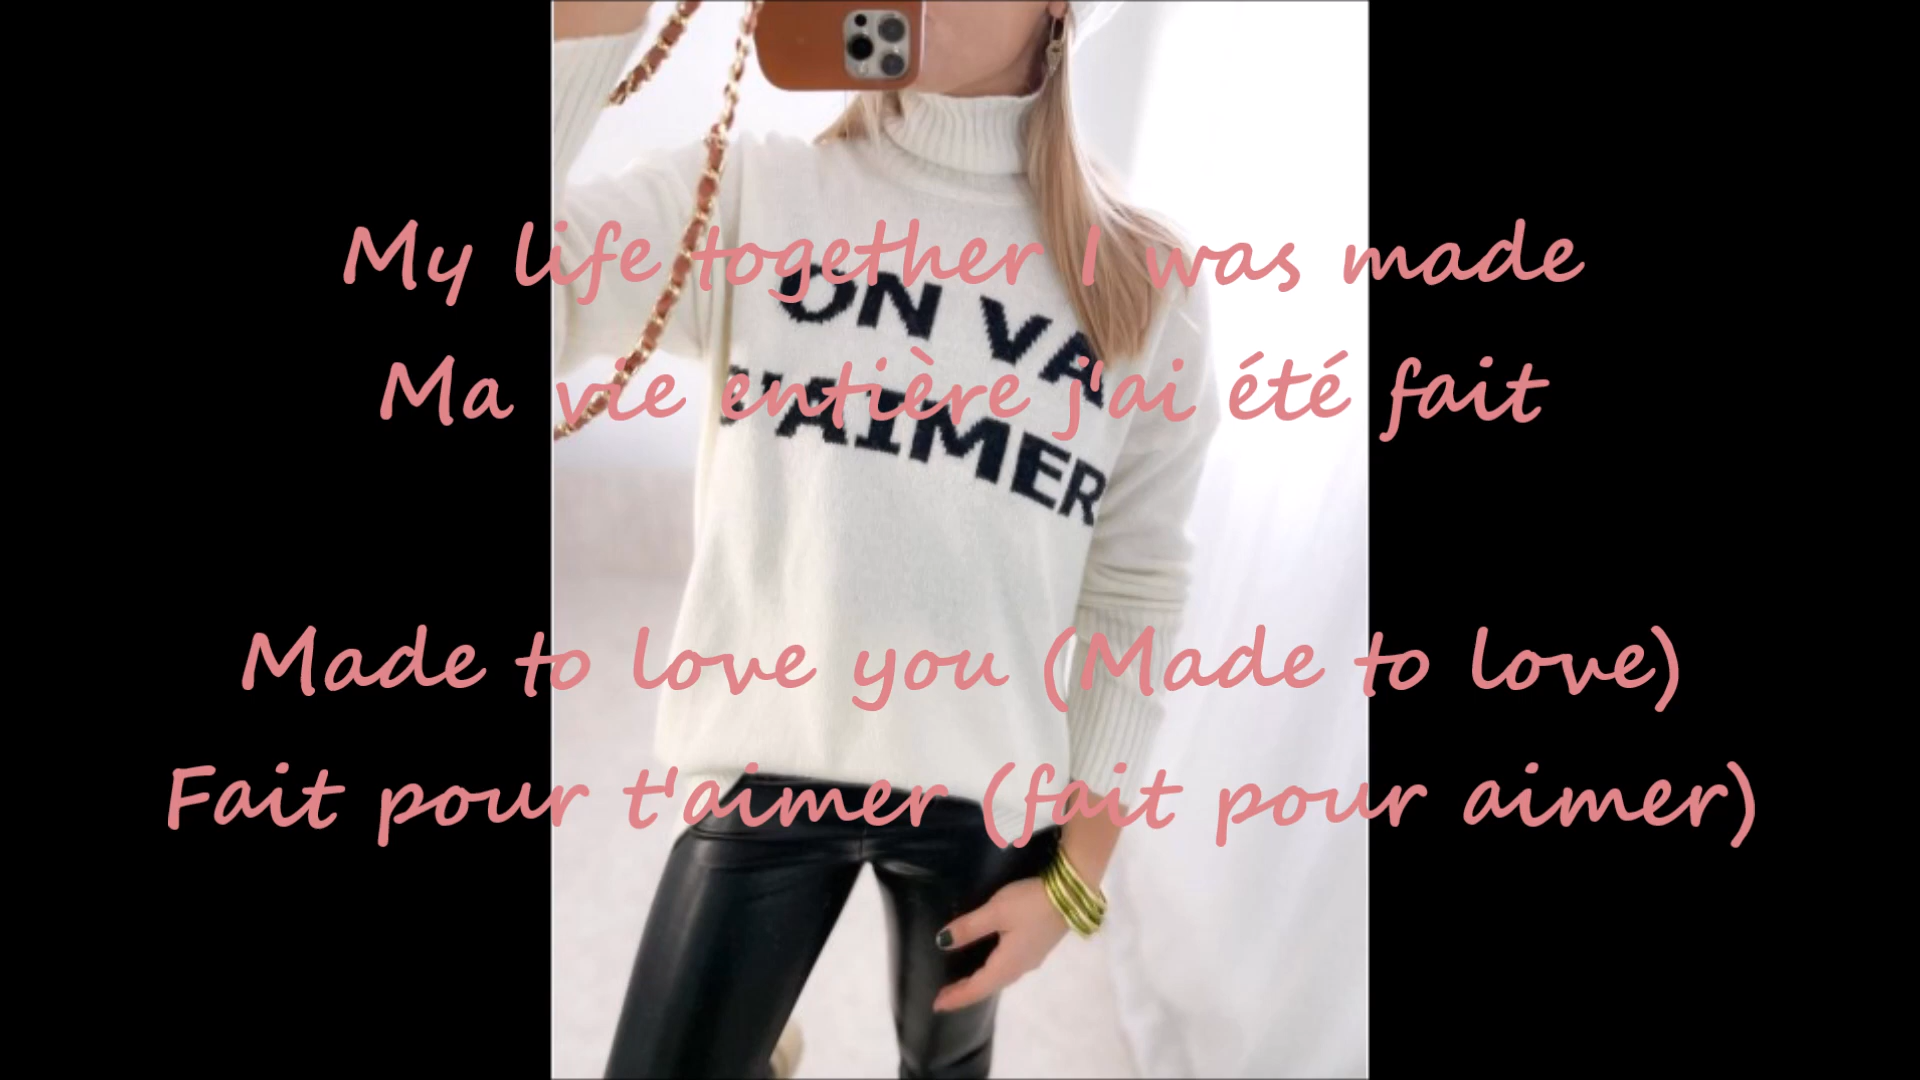 My life together I was made
ON VA
Ma vie entière j'ai été fait
AIMER
Made to love you (Made to love)
Fait pour t'aimer (fait pour aimer)